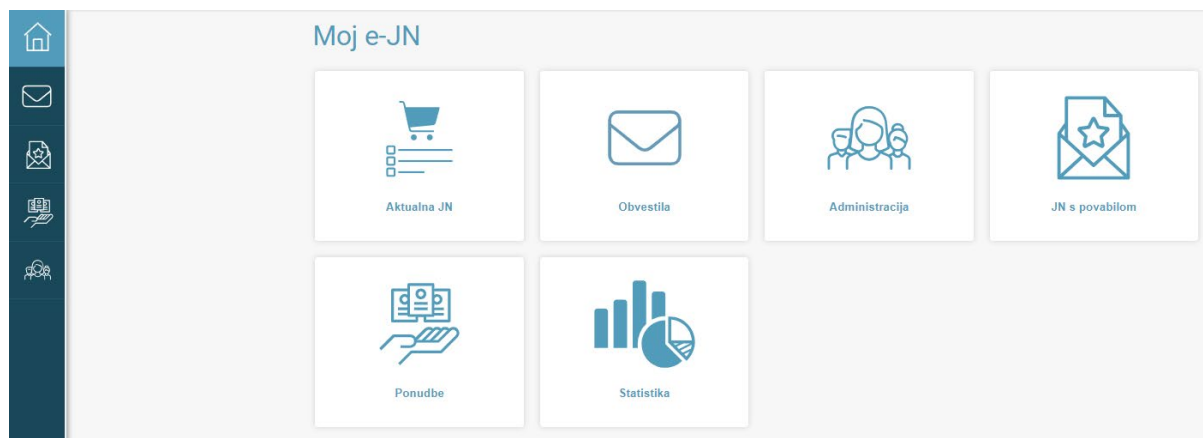 Moj e-JN
Aktualna JN
Obvestila
Administracija
JN s povabilom
Ponudbe
Statistika